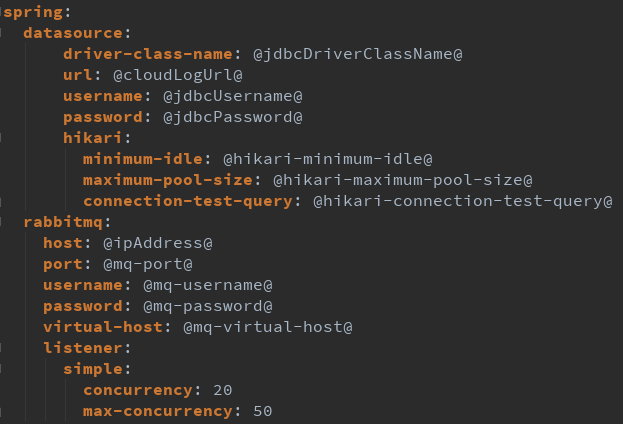 spring:
  datasource:
      driver-class-name: @jdbcDriverClassName@
      url: @cloudLogUrl@
      username: @jdbcUsername@
      password: @jdbcPassword@
      hikari:
        minimum-idle: @hikari-minimum-idle@
        maximum-pool-size: @hikari-maximum-pool-size@
        connection-test-query: @hikari-connection-test-query@
  rabbitmq:
    host: @ipAddress@
    port: @mq-port@
    username: @mq-username@
    password: @mq-password@
    virtual-host: @mq-virtual-host@
    listener:
      simple:
        concurrency: 20
        max-concurrency: 50